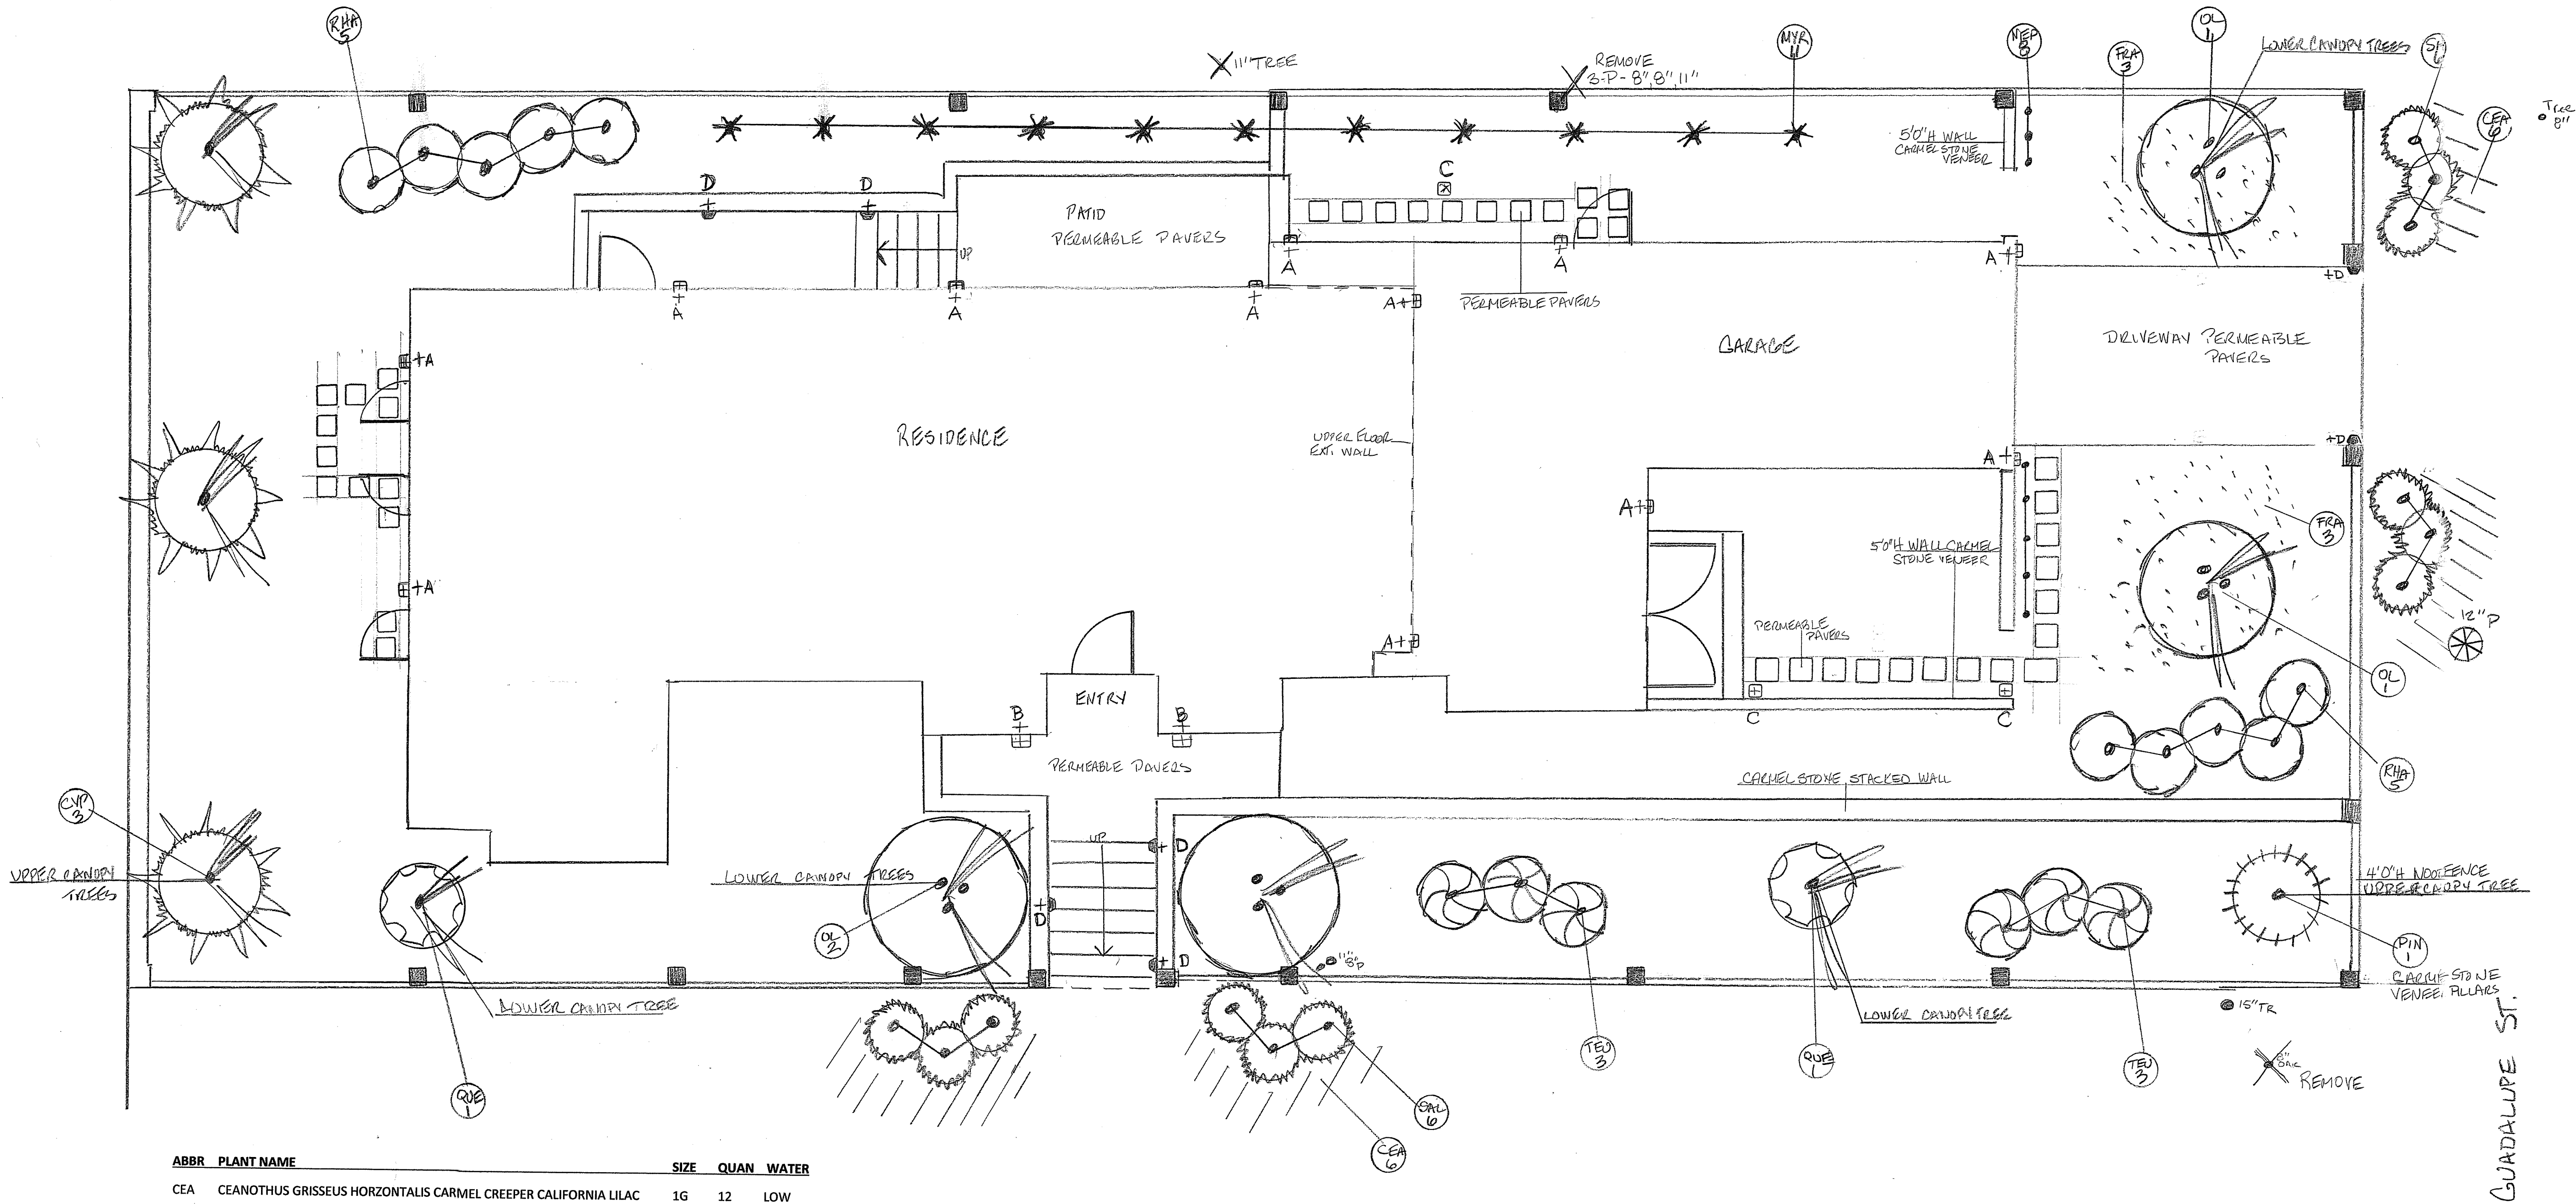 RHA
5
11" TREE
REMOVE
3-P-8", 8", 11"
MYR
11
NEP
8
FRA
3
OL
1
LOWER CANOPY TREES
CEA
6
Tree
8"
5'0"H WALL
CARMEL STONE
VENEER
D
D
C
PATIO
PERMEABLE PAVERS
UP
A
A
A
A
A
A
A
D
PERMEABLE PAVERS
GARAGE
DRIVEWAY PERMEABLE
PAVERS
A
RESIDENCE
UPPER FLOOR
EXT. WALL
D
A
A
FRA
3
5'0"H WALL CARMEL
STONE VENEER
A
PERMEABLE
PAVERS
12" P
A
OL
1
ENTRY
B
B
C
C
PERMEABLE PAVERS
CARMEL STONE STACKED WALL
RHA
5
CYP
3
UPPER CANOPY
TREES
UP
D
LOWER CANOPY TREES
4'0"H
FENCE
UPPER CANOPY TREE
OL
2
D
D
PIN
1
CARMEL STONE
PILLARS
15" TR
LOWER CANOPY TREE
LOWER CANOPY TREE
TEU
3
QUE
1
TEU
3
REMOVE
QUE
1
SAL
6
CEA
6
GUADALUPE ST.
ABBR PLANT NAME SIZE QUAN WATER
CEA CEANOTHUS GRISSEUS HORZONTALIS CARMEL CREEPER CALIFORNIA LILAC 1G 12 LOW